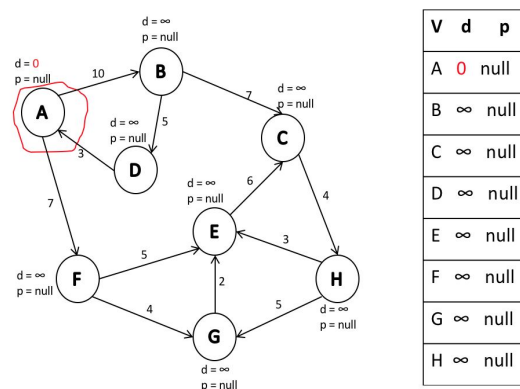 d = ∞
p = null
B
d = 0
p = null
10
A
7
d = ∞
p = null
C
d = ∞
p = null
5
D
3
7
d = ∞
p = null
6
4
E
5
3
d = ∞
p = null
F
2
H
4
5
d = ∞
p = null
G
d = ∞
p = null
V d p
A 0 null
B ∞ null
C ∞ null
D ∞ null
E ∞ null
F ∞ null
G ∞ null
H ∞ null